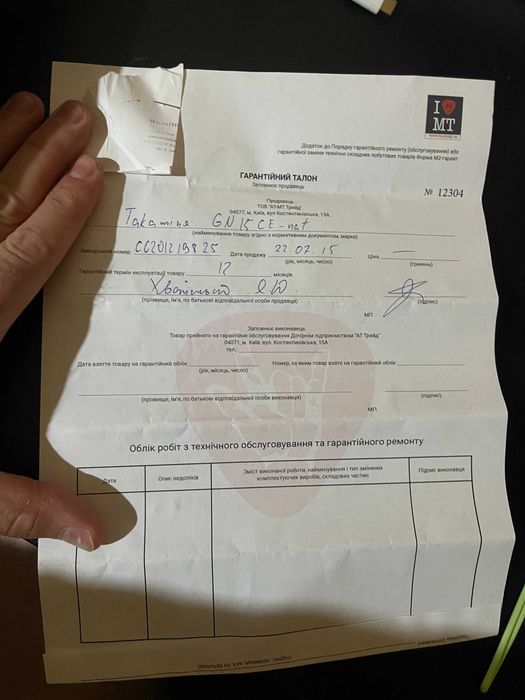 I
MT
Додаток до Порядку гарантійного ремонту (обслуговування) або
гарантійної заміни технічно складних побутових товарів Форма М2-гарант
ГАРАНТІЙНИЙ ТАЛОН
Заповнює продавець
№ 12304
Продавець
ТОВ "АТ-МТ Трейд"
04077, м. Київ, вул Костянтинівська, 15А
Takamine GN15CE-nat
(найменування товару згідно з нормативним документом, марка)
Заводський номер CC201219825 Дата продажу 22.07.15 Ціна
(рік, місяць, число) (гривень)
Гарантійний термін експлуатації товару 12 місяців.
(прізвище, ім'я, по батькові відповідальної особи продавця) (підпис)
МП
Заповнює виконавець
Товар прийнято на гарантійне обслуговування Дочірнім підприємством "АТ Трейд"
04071, м. Київ, вул. Костянтинівська, 15А
тел.
Дата взяття товару на гарантійний облік Номер, за яким товар взято на гарантійний облік
(рік, місяць, число)
(прізвище, ім'я, по батькові відповідальної особи виконавця) (підпис)
МП
Облік робіт з технічного обслуговування та гарантійного ремонту
Дата Опис недоліків Зміст виконаної роботи, найменування і тип змінених комплектуючих виробів, складових частин Підпис виконавця